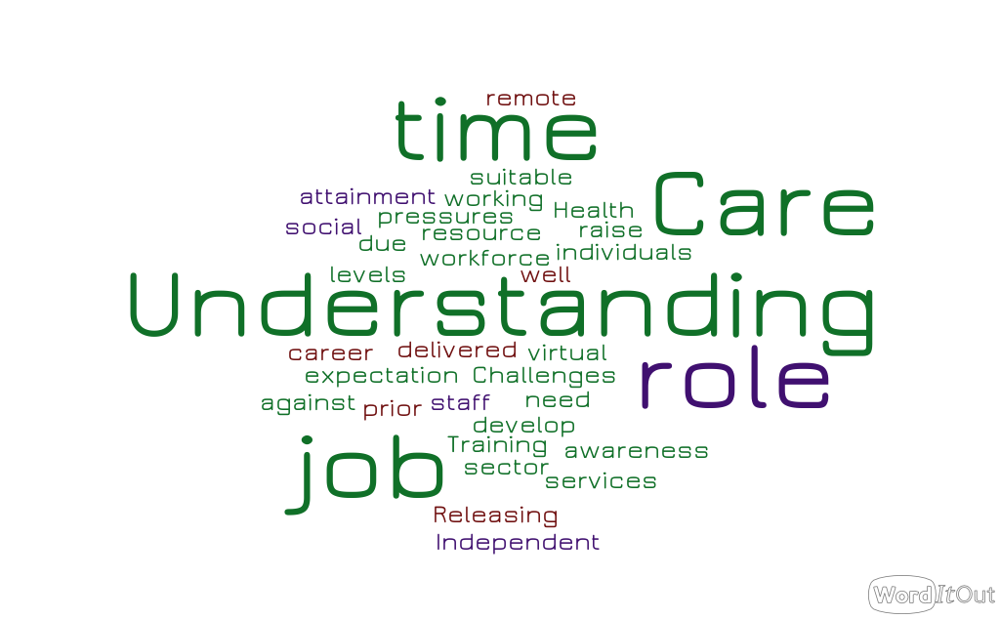 remote
time
suitable
Care
attainment working
pressures Health
social resource raise
due
workforce individuals
levels well
Understanding
career delivered virtual
expectation Challenges
role
against prior staff need
develop
job
Training awareness
sector
services
Releasing
Independent
WordItOut